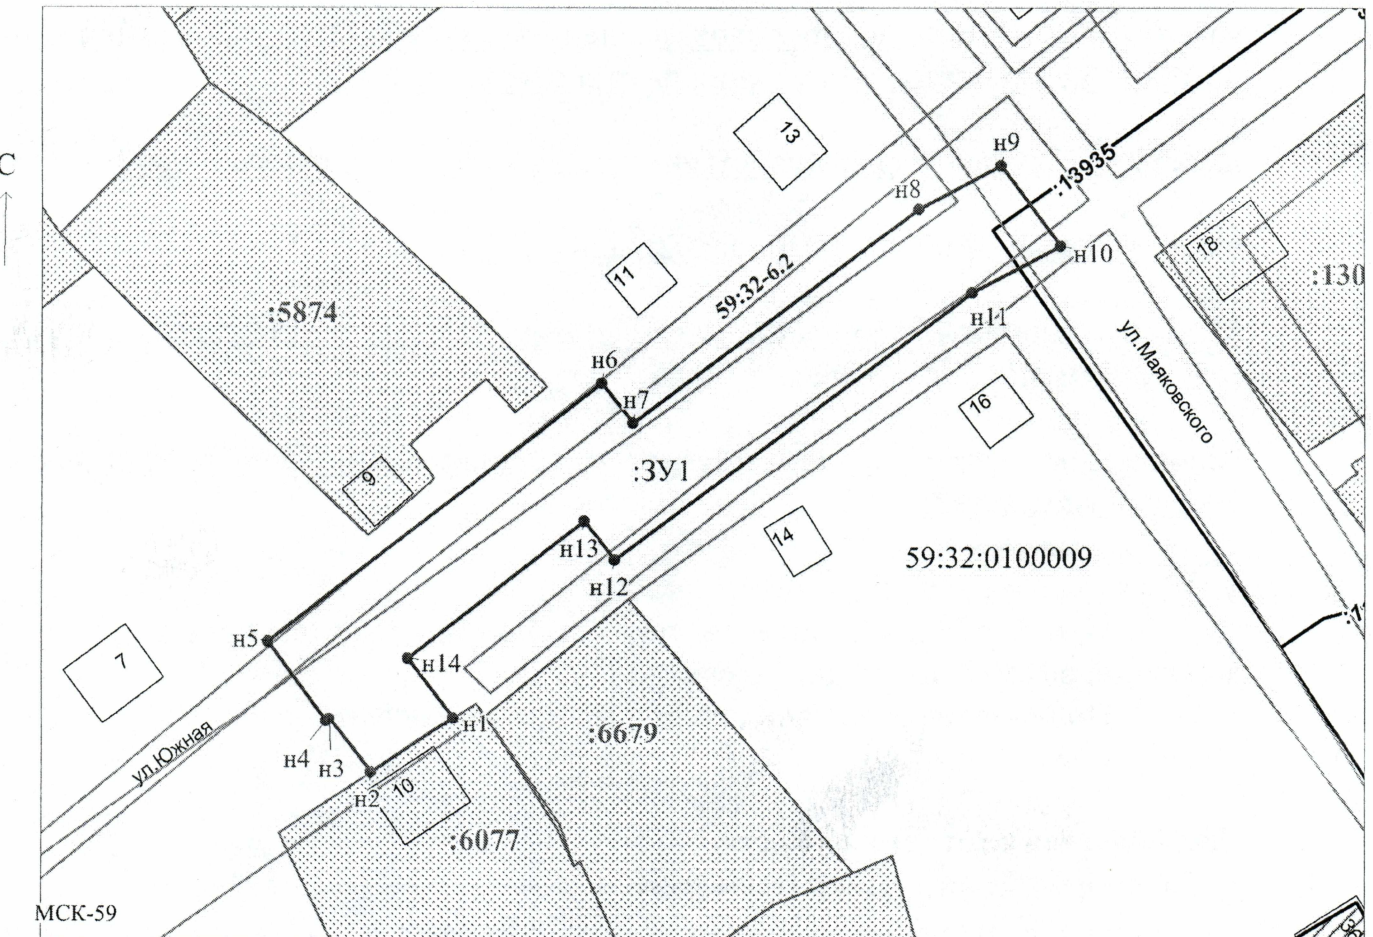 С
13
н9
:13935
н8
18
н10
11
59:32-6.2
:130
:5874
н11
ул.Маяковского
н6
н7
16
:ЗУ1
9
14
н13
59:32:0100009
н12
н5
н14
7
н1
:6679
ул.Южная
н4
н3
н2
10
:6077
МСК-59